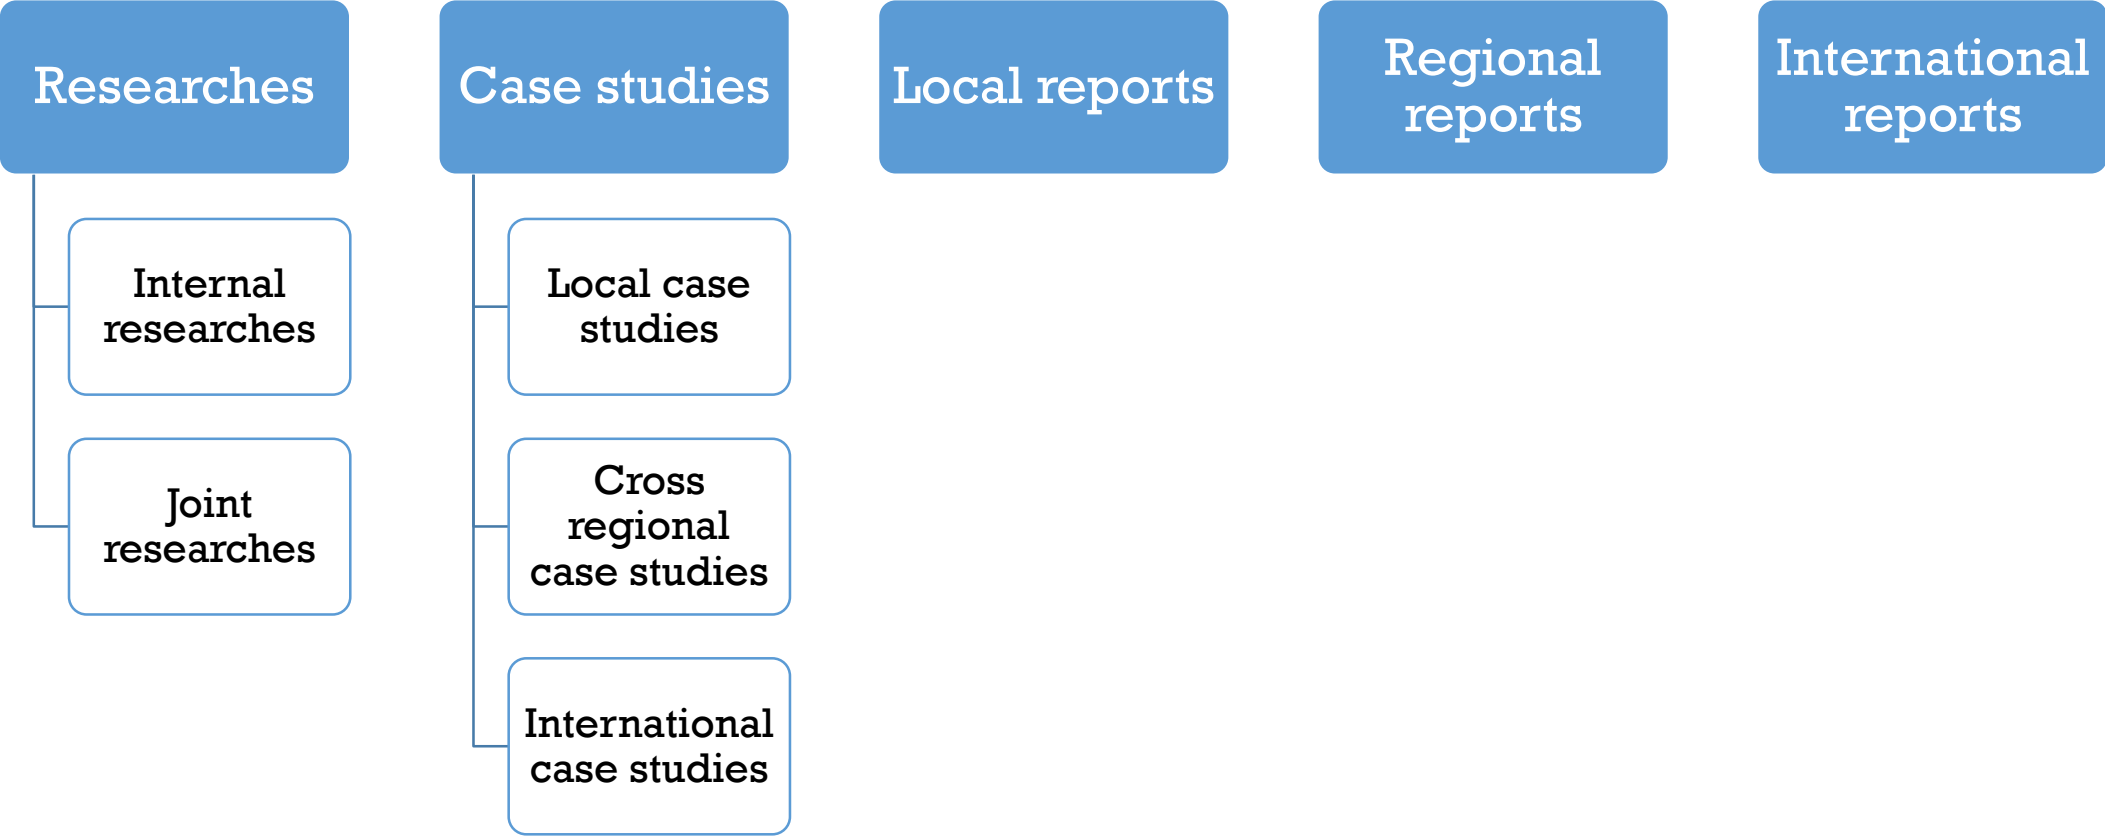 Researches
Internal
researches
Joint
researches
Case studies
Local case
studies
Cross
regional
case studies
International
case studies
Local reports
Regional
reports
International
reports